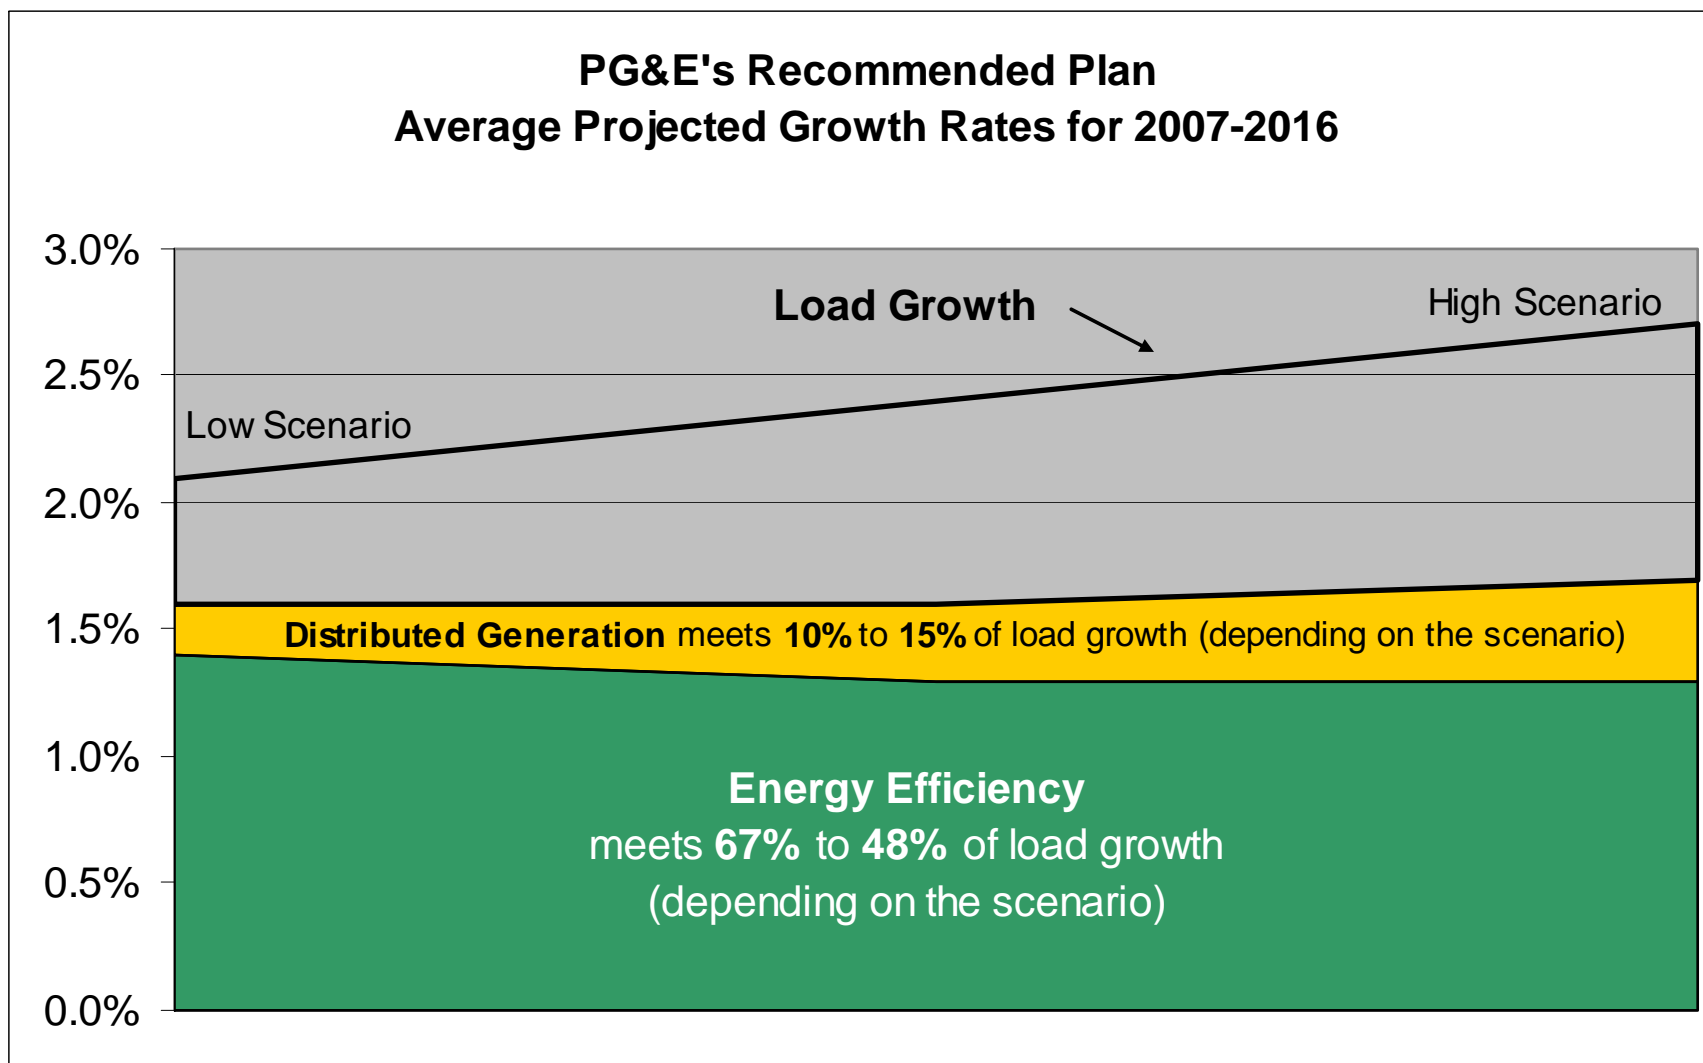 PG&E's Recommended Plan
Average Projected Growth Rates for 2007-2016
3.0%
Load Growth
High Scenario
2.5%
Low Scenario
2.0%
1.5%
Distributed Generation meets 10% to 15% of load growth (depending on the scenario)
1.0%
Energy Efficiency
meets 67% to 48% of load growth
0.5%
(depending on the scenario)
0.0%